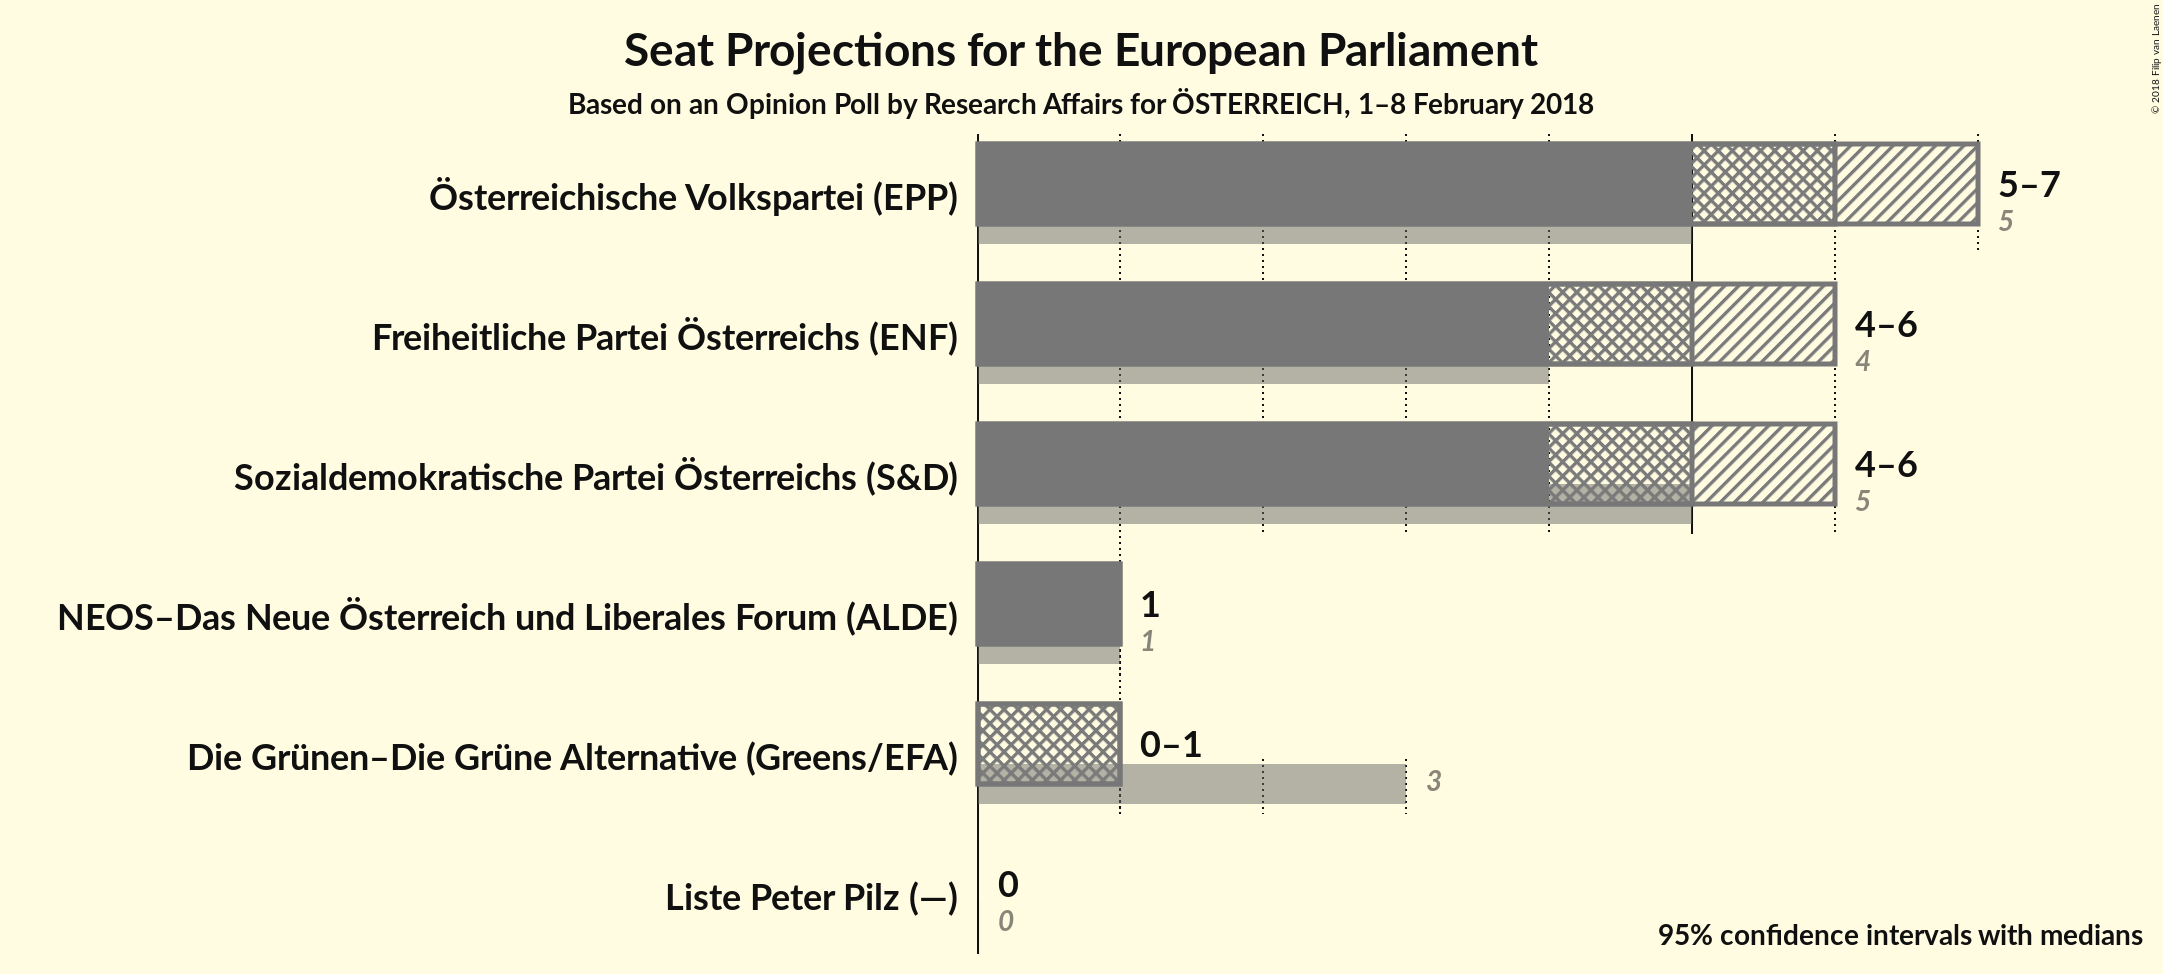 Seat Projections for the European Parliament
Based on an Opinion Poll by Research Affairs for ÖSTERREICH, 1–8 February 2018
© 2018 Filip van Laenen
Österreichische Volkspartei (EPP)
5–7
5
Freiheitliche Partei Österreichs (ENF)
4–6
4
Sozialdemokratische Partei Österreichs (S&D)
4–6
5
NEOS–Das Neue Österreich und Liberales Forum (ALDE)
1
1
Die Grünen–Die Grüne Alternative (Greens/EFA)
0–1
3
Liste Peter Pilz (—)
0
0
95% confidence intervals with medians